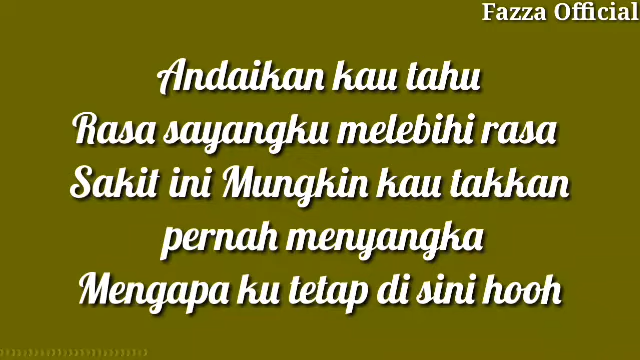 Fazza Official
Andaikan kau tahu
Rasa sayangku melebihi rasa
Sakit ini Mungkin kau takkan
pernah menyangka
Mengapa ku tetap di sini hooh